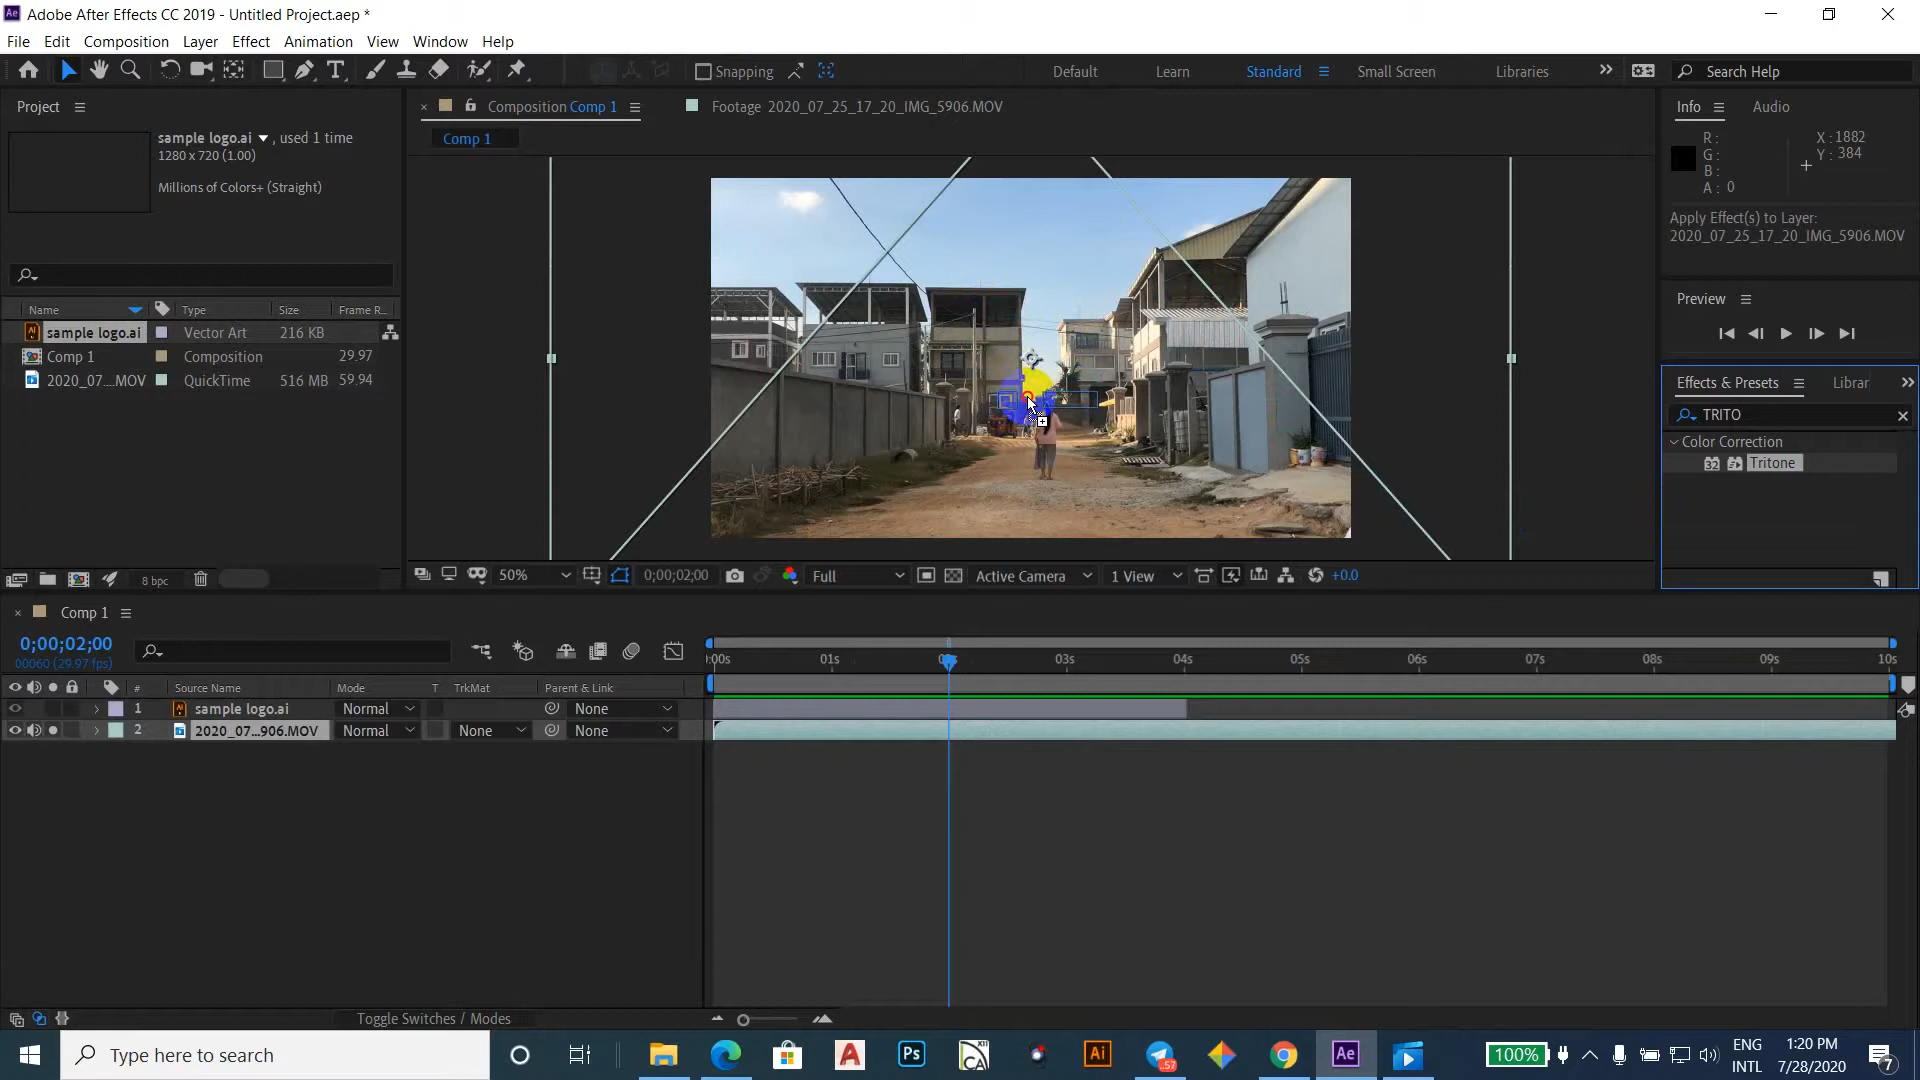 Adobe After Effects CC 2019 - Untitled Project.aep *
File Edit Composition Layer Effect Animation View Window Help
Snapping Default Learn Standard Small Screen Libraries Search Help
Project
Composition Comp 1
Footage 2020_07_25_17_20_IMG_5906.MOV
Info Audio
sample logo.ai , used 1 time
1280 x 720 (1.00)
Millions of Colors+ (Straight)
Comp 1
R :
G :
B :
A : 0
X : 1882
Y : 384
Apply Effect(s) to Layer:
2020_07_25_17_20_IMG_5906.MOV
Preview
Name Type Size Frame R...
sample logo.ai Vector Art 216 KB
Comp 1 Composition 29.97
2020_07....MOV QuickTime 516 MB 59.94
Effects & Presets Librar
TRITO
Color Correction
32 Tritone
8 bpc
50% 0;00;02;00 Full Active Camera 1 View +0.0
Comp 1
0;00;02;00
00060 (29.97 fps)
01s 03s 04s 05s 06s 07s 08s 09s 10s
# Source Name Mode T TrkMat Parent & Link
1 sample logo.ai Normal None
2 2020_07...906.MOV Normal None None
Toggle Switches / Modes
Type here to search
Ps
Ai
Ae
100%
ENG
INTL
1:20 PM
7/28/2020
7